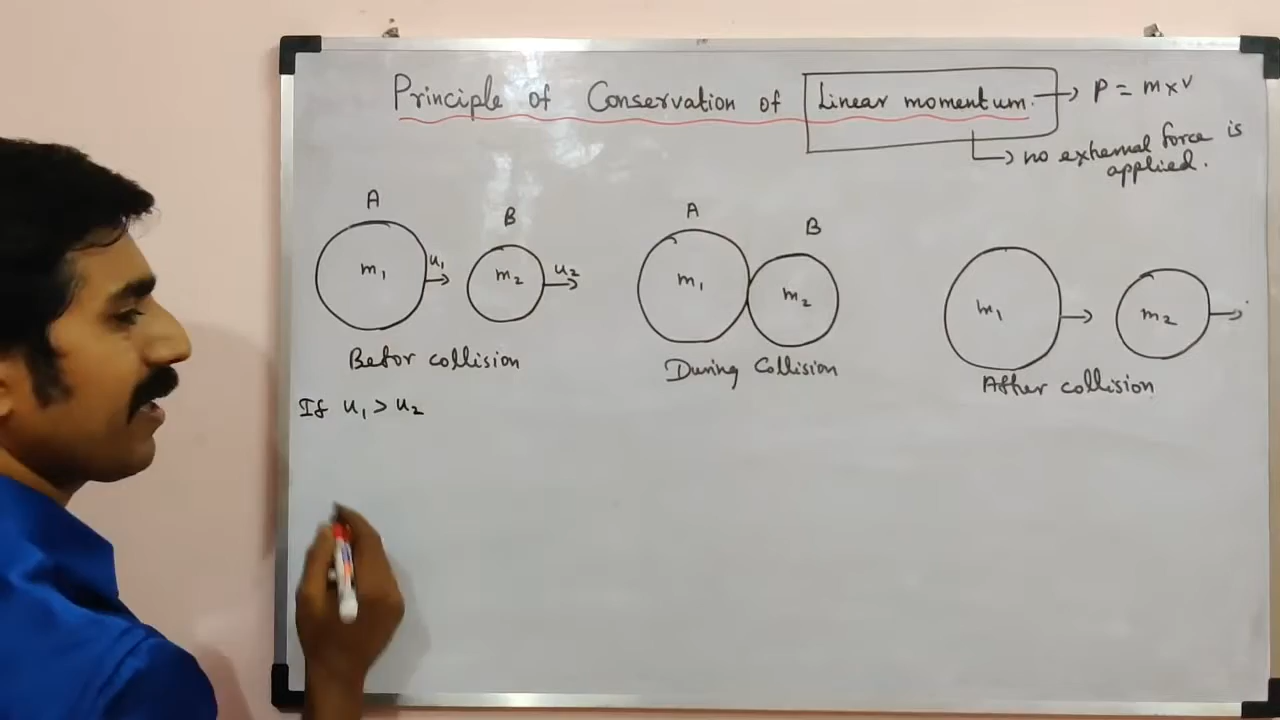 Principle of Conservation of Linear momentum. → P = m×v
→ no external force is
applied.
A
B
A
B
m₁ u₁ m₂ u₂
m₁ m₂
m₁ m₂
Befor collision
During Collision
After collision
If u₁ > u₂